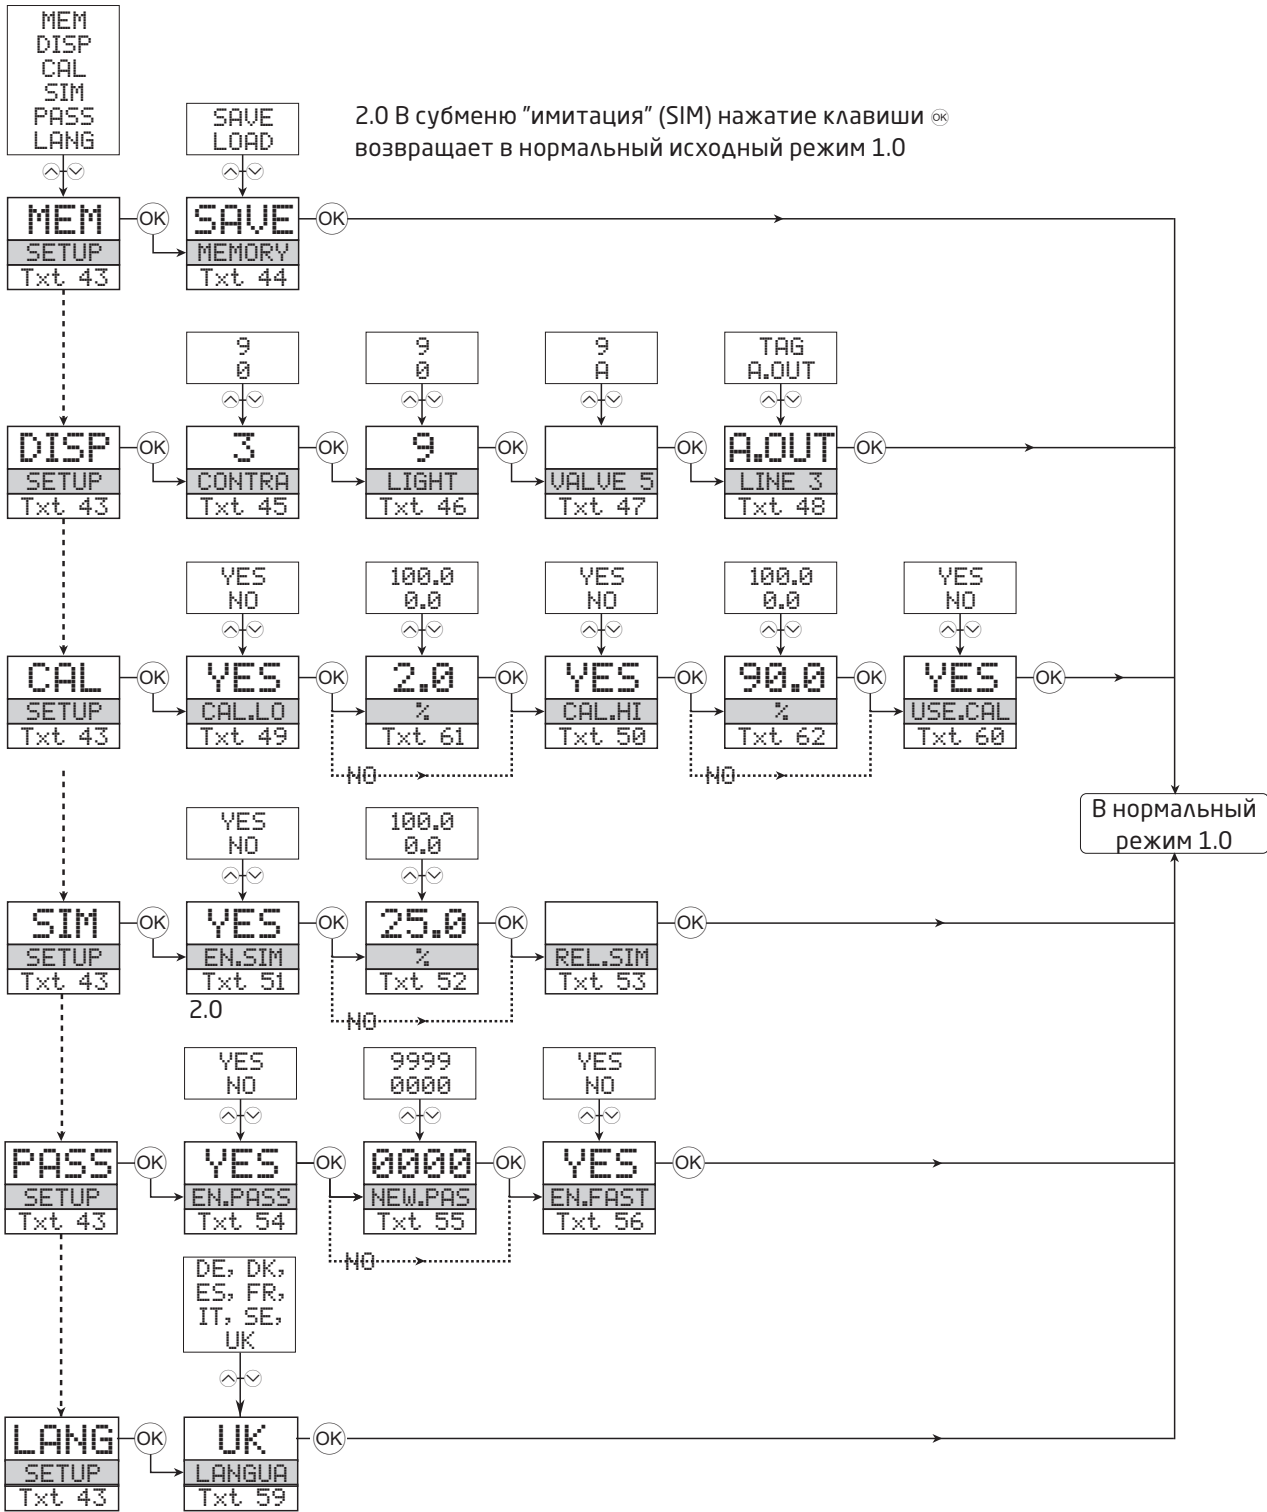 MEM
DISP
CAL
SIM
PASS
LANG
SAVE
LOAD
2.0 В субменю "имитация" (SIM) нажатие клавиши OK
возвращает в нормальный исходный режим 1.0
MEM
OK
SAVE
OK
SETUP
MEMORY
Txt 43
Txt 44
9
0
9
0
9
A
TAG
A.OUT
DISP
OK
3
OK
9
OK
OK
A.OUT
OK
SETUP
CONTRA
LIGHT
VALVE 5
LINE 3
Txt 43
Txt 45
Txt 46
Txt 47
Txt 48
YES
NO
100.0
0.0
YES
NO
100.0
0.0
YES
NO
CAL
OK
YES
OK
2.0
OK
YES
OK
90.0
OK
YES
OK
SETUP
CAL.LO
%
CAL.HI
%
USE.CAL
Txt 43
Txt 49
Txt 61
Txt 50
Txt 62
Txt 60
NO
NO
В нормальный
режим 1.0
YES
NO
100.0
0.0
SIM
OK
YES
OK
25.0
OK
OK
SETUP
EN.SIM
%
REL.SIM
Txt 43
Txt 51
Txt 52
Txt 53
2.0
NO
YES
NO
9999
0000
YES
NO
PASS
OK
YES
OK
0000
OK
YES
OK
SETUP
EN.PASS
NEW.PAS
EN.FAST
Txt 43
Txt 54
Txt 55
Txt 56
NO
DE, DK,
ES, FR,
IT, SE,
UK
LANG
OK
UK
OK
SETUP
LANGUA
Txt 43
Txt 59